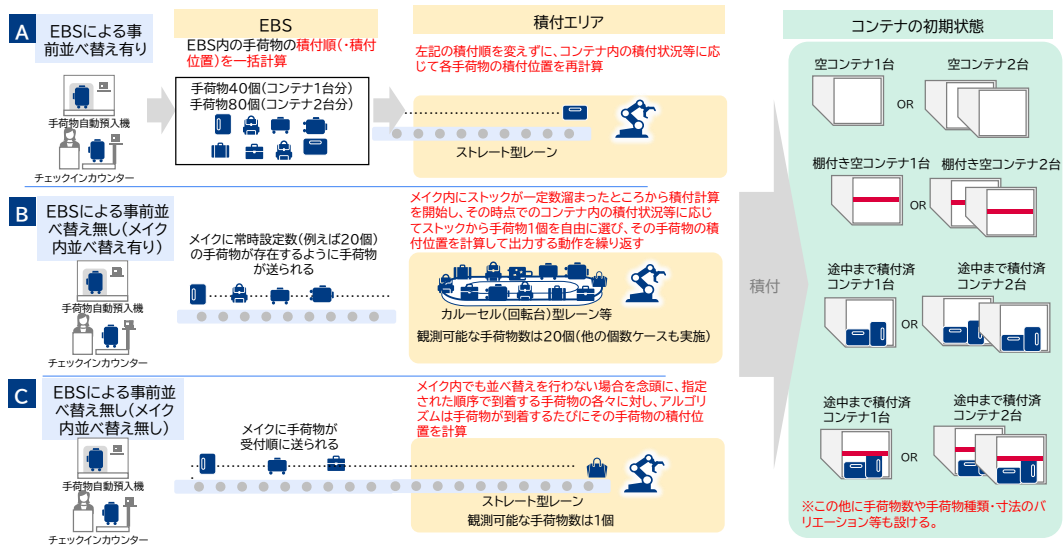 A
EBSによる事
前並べ替え有り
手荷物自動預入機
チェックインカウンター
EBS
EBS内の手荷物の積付順(・積付
位置)を一括計算
手荷物40個(コンテナ1台分)
手荷物80個(コンテナ2台分)
積付エリア
左記の積付順を変えずに、コンテナ内の積付状況等に応
じて各手荷物の積付位置を再計算
ストレート型レーン
B
EBSによる事前並
べ替え無し(メイク
内並べ替え有り)
手荷物自動預入機
チェックインカウンター
メイクに常時設定数(例えば20個)
の手荷物が存在するように手荷物
が送られる
メイク内にストックが一定数溜まったところから積付計算
を開始し、その時点でのコンテナ内の積付状況等に応じ
てストックから手荷物1個を自由に選び、その手荷物の積
付位置を計算して出力する動作を繰り返す
カルーセル(回転台)型レーン等
観測可能な手荷物数は20個(他の個数ケースも実施)
C
EBSによる事前並
べ替え無し(メイク
内並べ替え無し)
手荷物自動預入機
チェックインカウンター
メイクに手荷物が
受付順に送られる
メイク内でも並べ替えを行わない場合を念頭に、指定
された順序で到着する手荷物の各々に対し、アルゴリ
ズムは手荷物が到着するたびにその手荷物の積付位
置を計算
ストレート型レーン
観測可能な手荷物数は1個
積付
コンテナの初期状態
空コンテナ1台
OR
空コンテナ2台
棚付き空コンテナ1台
OR
棚付き空コンテナ2台
途中まで積付済
コンテナ1台
OR
途中まで積付済
コンテナ2台
途中まで積付済
コンテナ1台
OR
途中まで積付済
コンテナ2台
※この他に手荷物数や手荷物種類・寸法のバ
リエーション等も設ける。